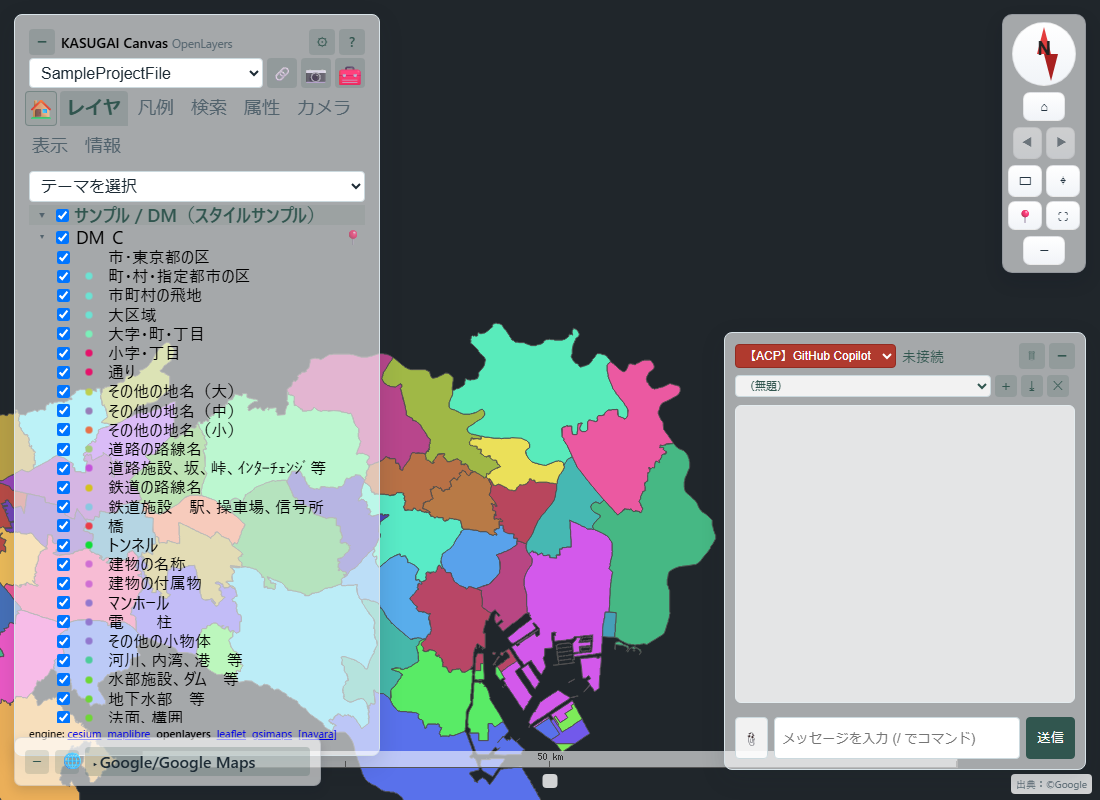 KASUGAI Canvas OpenLayers
?
SampleProjectFile
レイヤ 凡例 検索 属性 カメラ
表示 情報
テーマを選択
サンプル / DM（スタイルサンプル）
DM C
市・東京都の区
町・村・指定都市の区
市町村の飛地
大区域
大字・町・丁目
小字・丁目
通り
その他の地名（大）
その他の地名（中）
その他の地名（小）
道路の路線名
道路施設、坂、峠、ｲﾝﾀｰﾁｪﾝｼﾞ等
鉄道の路線名
鉄道施設　駅、操車場、信号所
橋
トンネル
建物の名称
建物の付属物
マンホール
電　　柱
その他の小物体
河川、内湾、港　等
水部施設、ダム　等
地下水部　等
法面、構囲
engine: cesium maplibre openlayers leaflet qsimaps [navara]
Google/Google Maps
50 km
N
【ACP】GitHub Copilot 未接続
（無題）
メッセージを入力 (/ でコマンド)
送信
出典：©Google